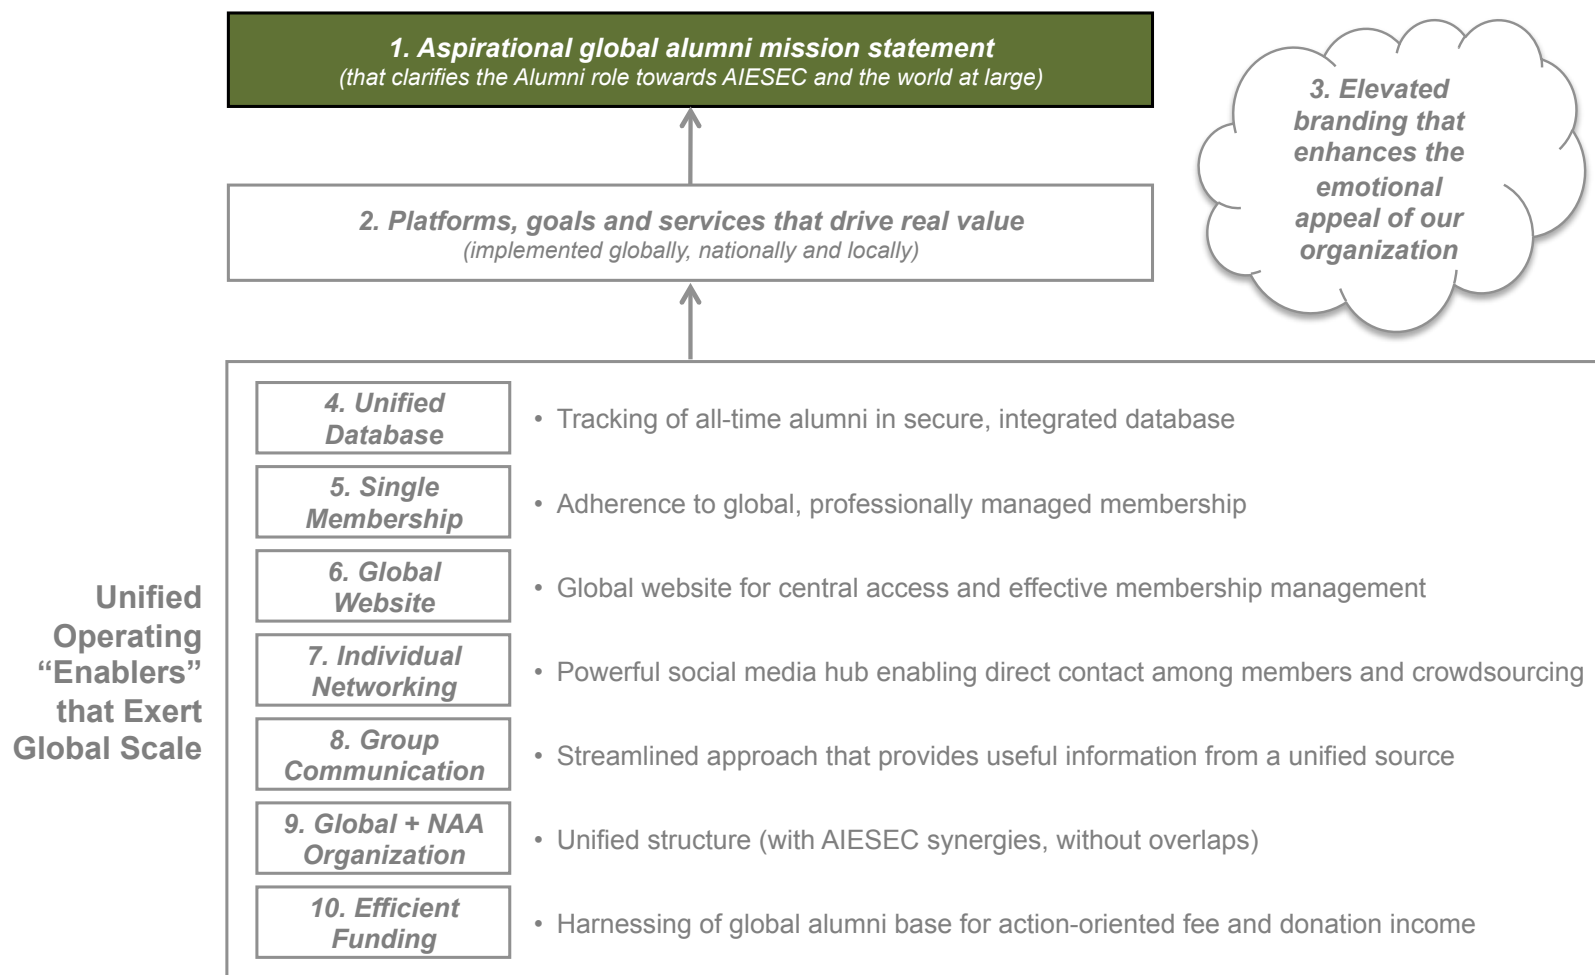 1. Aspirational global alumni mission statement
(that clarifies the Alumni role towards AIESEC and the world at large)
3. Elevated
branding that
enhances the
emotional
appeal of our
organization
2. Platforms, goals and services that drive real value
(implemented globally, nationally and locally)
Unified
Operating
“Enablers”
that Exert
Global Scale
4. Unified
Database
• Tracking of all-time alumni in secure, integrated database
5. Single
Membership
• Adherence to global, professionally managed membership
6. Global
Website
• Global website for central access and effective membership management
7. Individual
Networking
• Powerful social media hub enabling direct contact among members and crowdsourcing
8. Group
Communication
• Streamlined approach that provides useful information from a unified source
9. Global + NAA
Organization
• Unified structure (with AIESEC synergies, without overlaps)
10. Efficient
Funding
• Harnessing of global alumni base for action-oriented fee and donation income